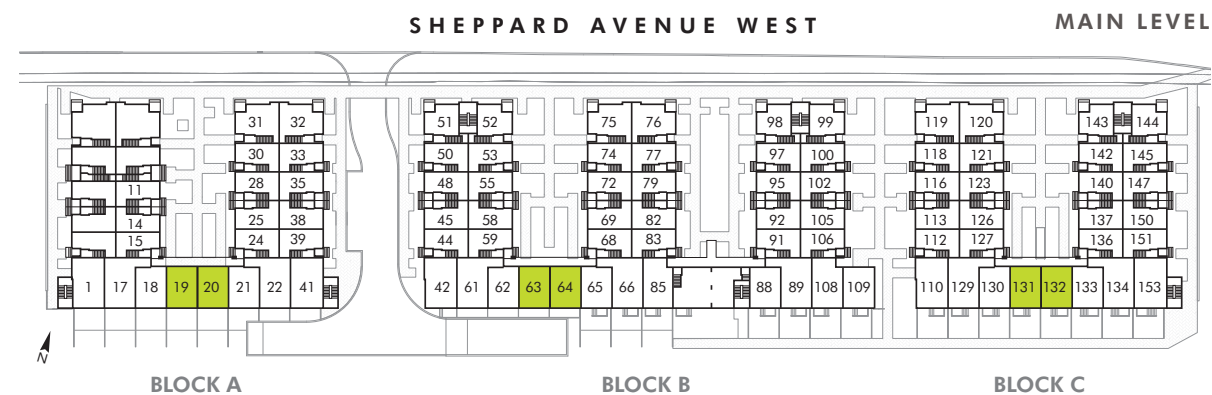 SHEPPARD AVENUE WEST
MAIN LEVEL
31 32 51 52 75 76 98 99 119 120 143 144
30 33 50 53 74 77 97 100 118 121 142 145
11 28 35 48 55 72 79 95 102 116 123 140 147
14 25 38 45 58 69 82 92 105 113 126 137 150
15 24 39 44 59 68 83 91 106 112 127 136 151
1 17 18 19 20 21 22 41 42 61 62 63 64 65 66 85 88 89 108 109 110 129 130 131 132 133 134 153
N
BLOCK A
BLOCK B
BLOCK C